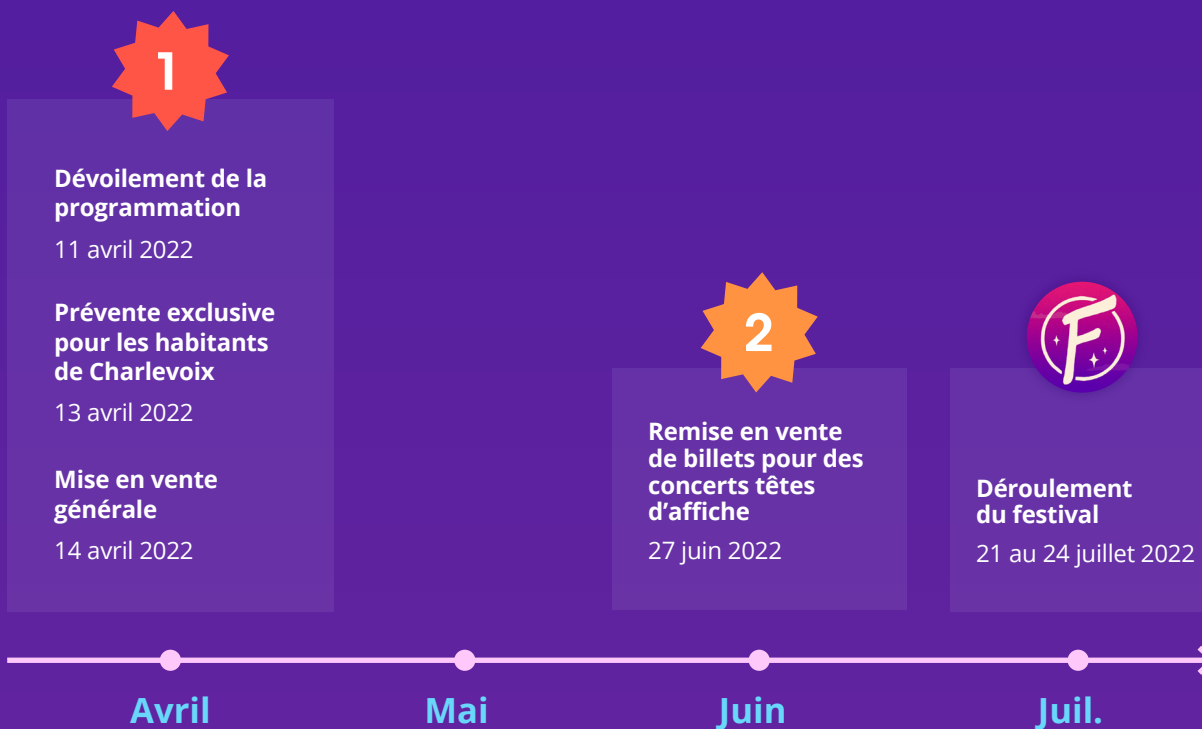 1
Dévoilement de la
programmation
11 avril 2022
Prévente exclusive
pour les habitants
de Charlevoix
13 avril 2022
Mise en vente
générale
14 avril 2022
2
Remise en vente
de billets pour des
concerts têtes
d’affiche
27 juin 2022
F
Déroulement
du festival
21 au 24 juillet 2022
Avril
Mai
Juin
Juil.